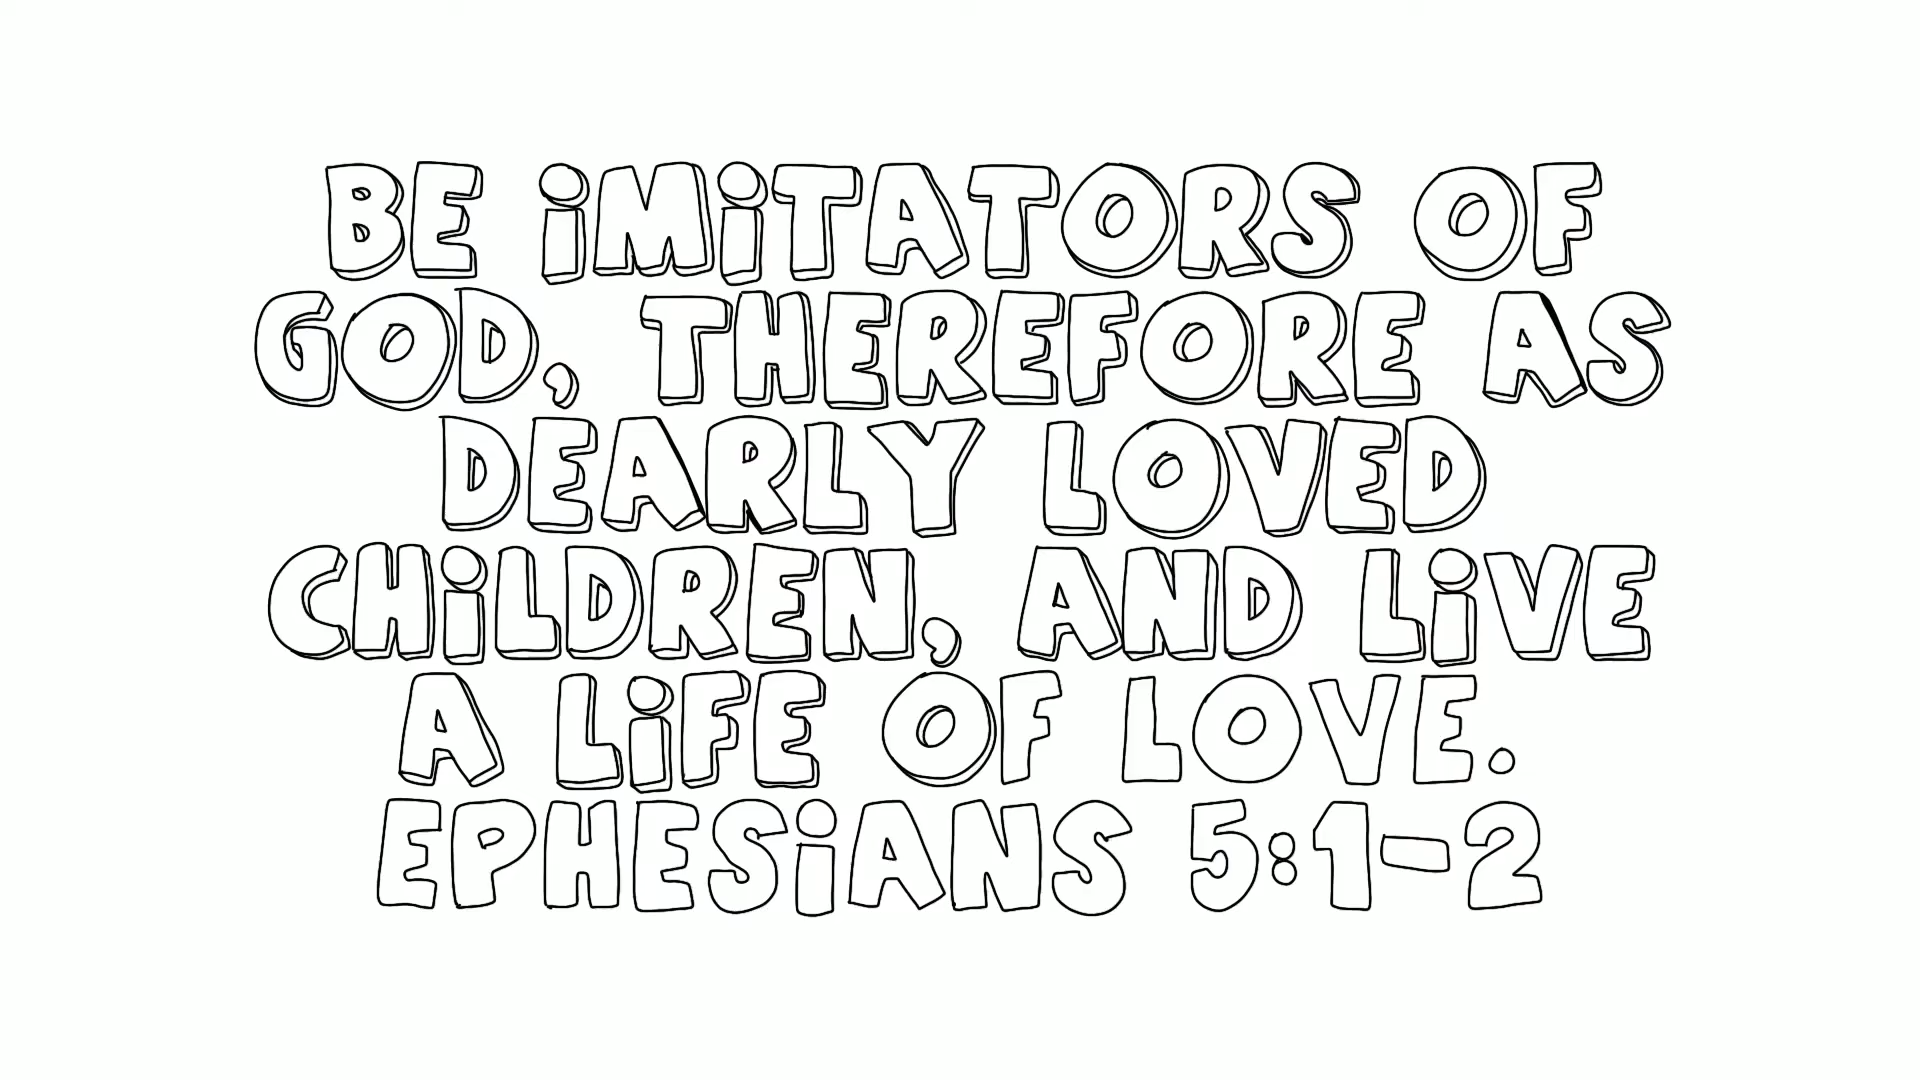 BE iMiTATORS OF
GOD, THEREFORE AS
DEARLY LOVED
CHiLDREN, AND LiVE
A LiFE OF LOVE.
EPHESiANS 5:1-2